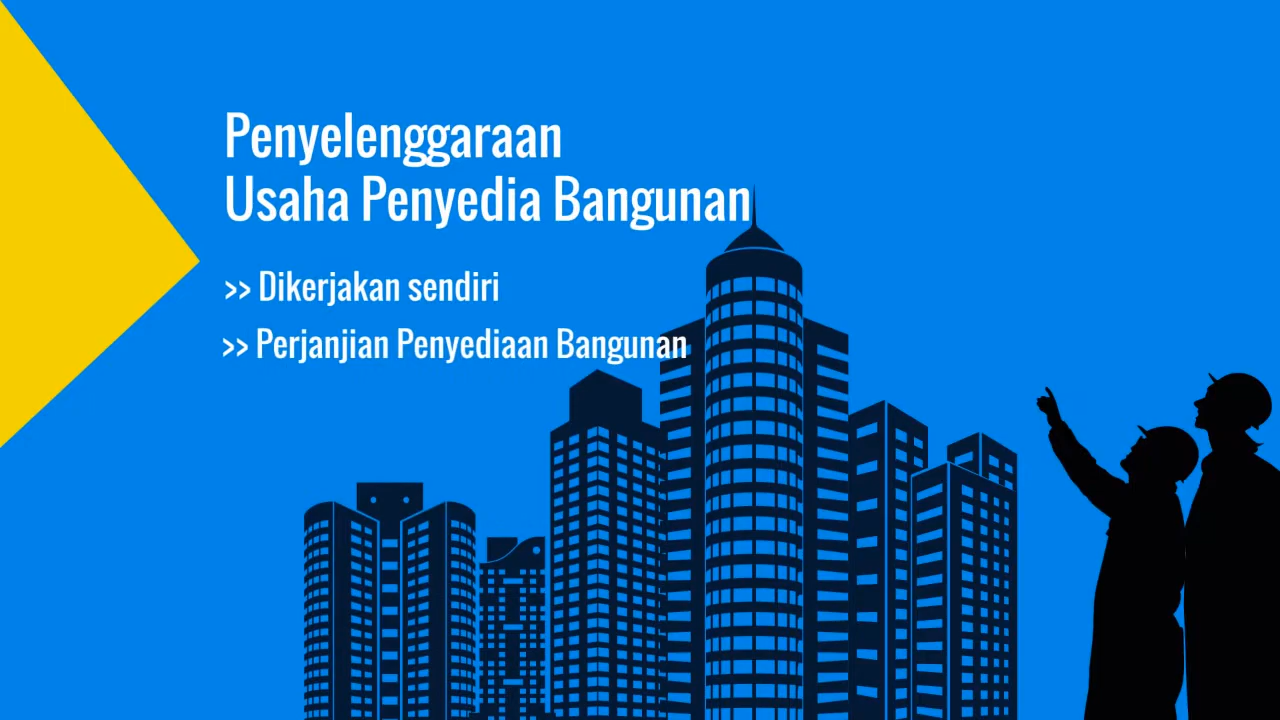 Penyelenggaraan
Usaha Penyedia Bangunan
>> Dikerjakan sendiri
>> Perjanjian Penyediaan Bangunan